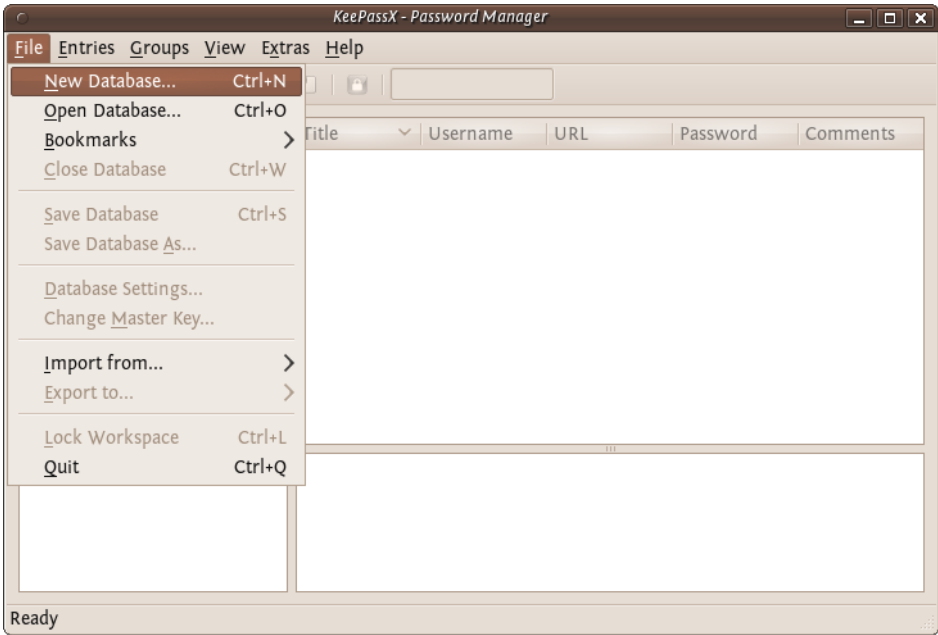 KeePassX - Password Manager
File Entries Groups View Extras Help
New Database... Ctrl+N
Open Database... Ctrl+O
Bookmarks
Close Database Ctrl+W
Save Database Ctrl+S
Save Database As...
Database Settings...
Change Master Key...
Import from...
Export to...
Lock Workspace Ctrl+L
Quit Ctrl+Q
Title Username URL Password Comments
Ready